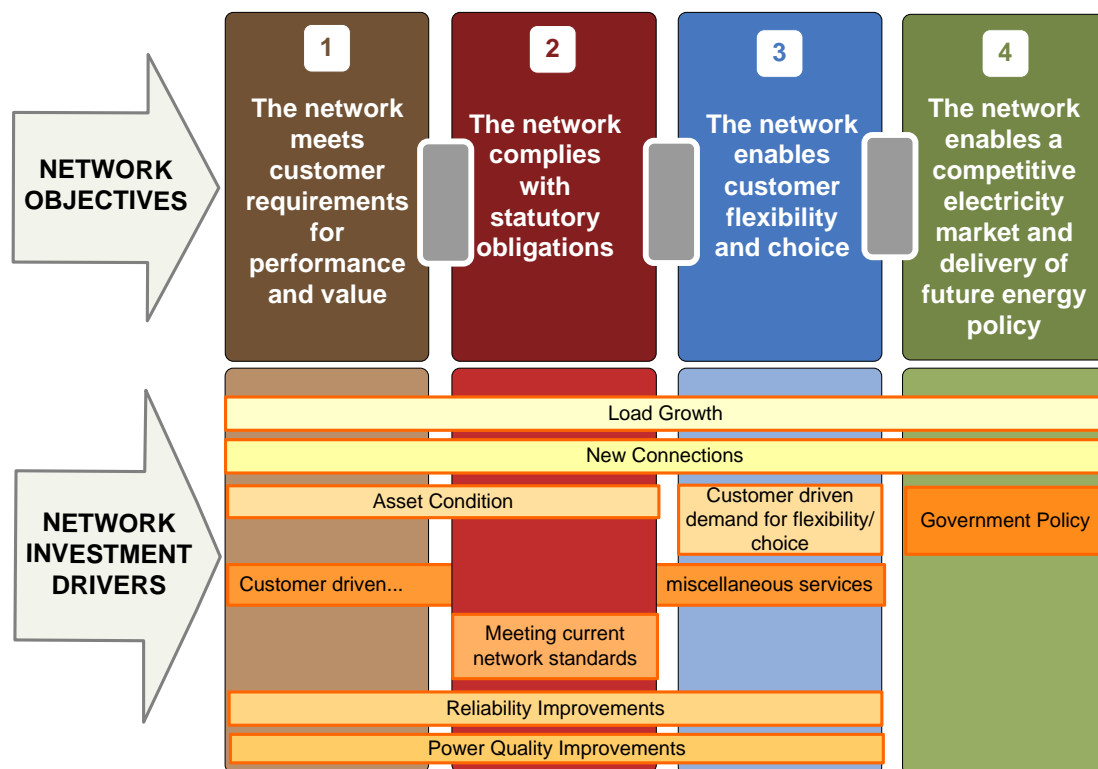 NETWORK
OBJECTIVES
1
The network
meets
customer
requirements
for
performance
and value
2
The network
complies
with
statutory
obligations
3
The network
enables
customer
flexibility
and choice
4
The network
enables a
competitive
electricity
market and
delivery of
future energy
policy
NETWORK
INVESTMENT
DRIVERS
Load Growth
New Connections
Asset Condition
Customer driven
demand for flexibility/
choice
Government Policy
Customer driven...
miscellaneous services
Meeting current
network standards
Reliability Improvements
Power Quality Improvements